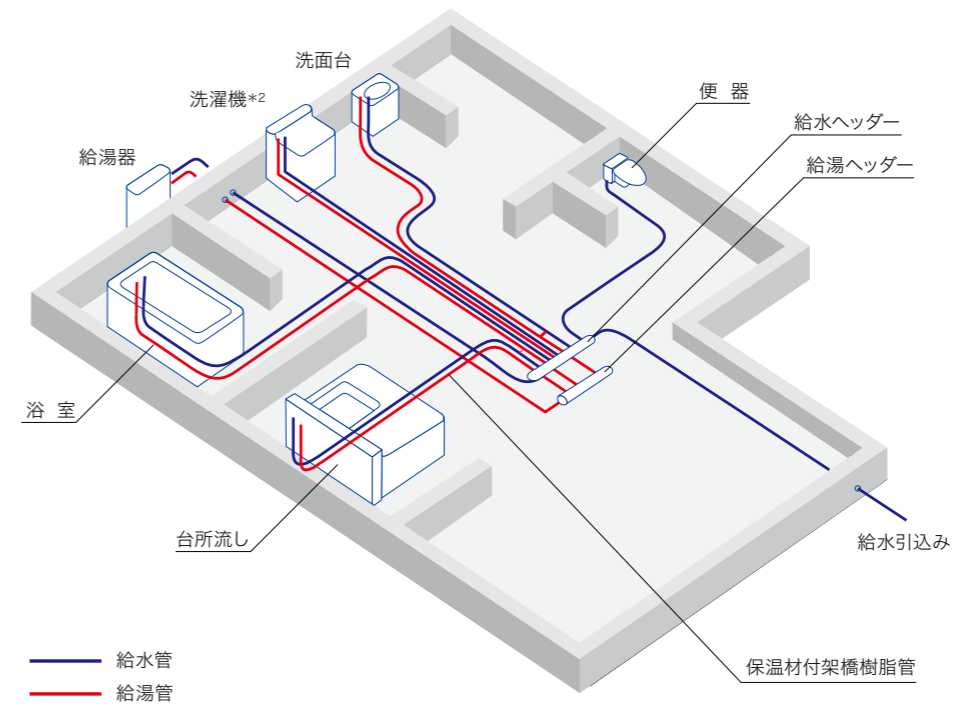 洗面台
洗濯機*2
便 器
給水ヘッダー
給湯器
給湯ヘッダー
浴 室
台所流し
給水引込み
保温材付架橋樹脂管
給水管
給湯管